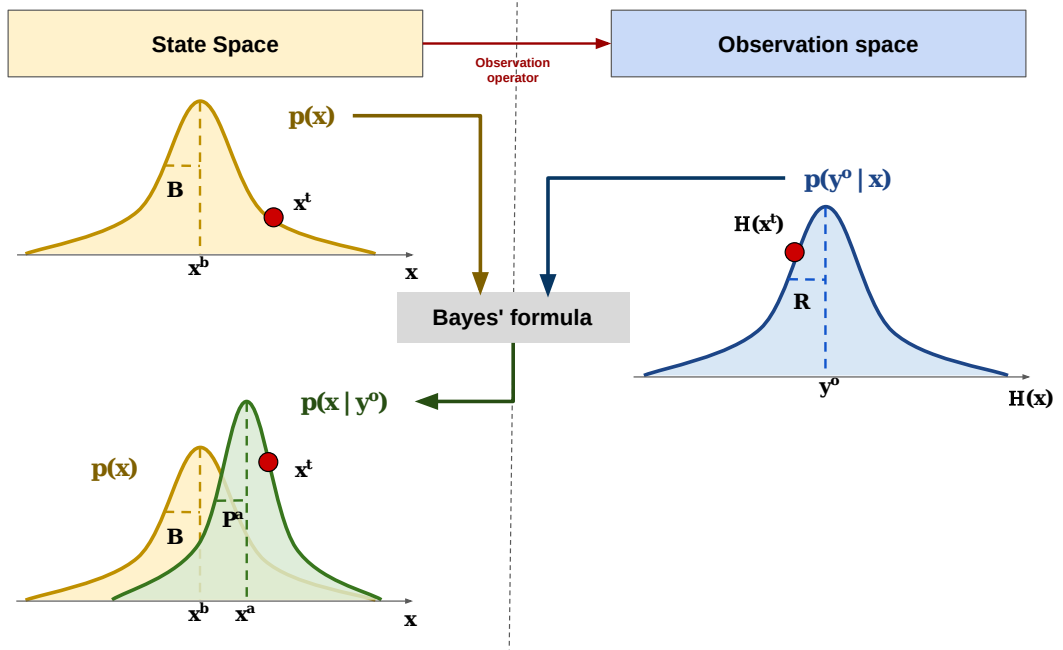 State Space
Observation space
Observation
operator
p(x)
p(yᵒ | x)
B
xᵗ
H(xᵗ)
xᵇ
x
R
Bayes' formula
yᵒ
H(x)
p(x | yᵒ)
p(x)
xᵗ
B
Pᵃ
xᵇ
xᵃ
x